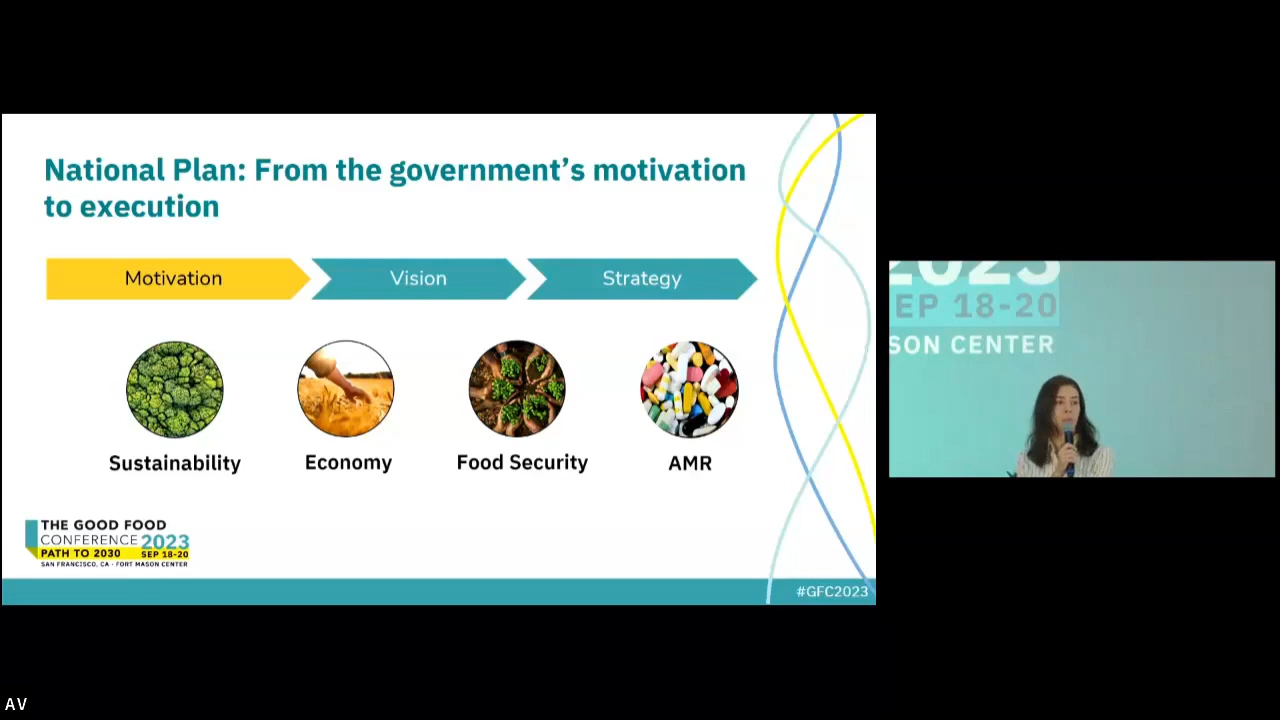 National Plan: From the government's motivation
to execution
Motivation
Vision
Strategy
Sustainability
Economy
Food Security
AMR
THE GOOD FOOD
CONFERENCE 2023
PATH TO 2030 SEP 18-20
SAN FRANCISCO, CA - FORT MASON CENTER
#GFC2023
2023
EP 18-20
SON CENTER
AV